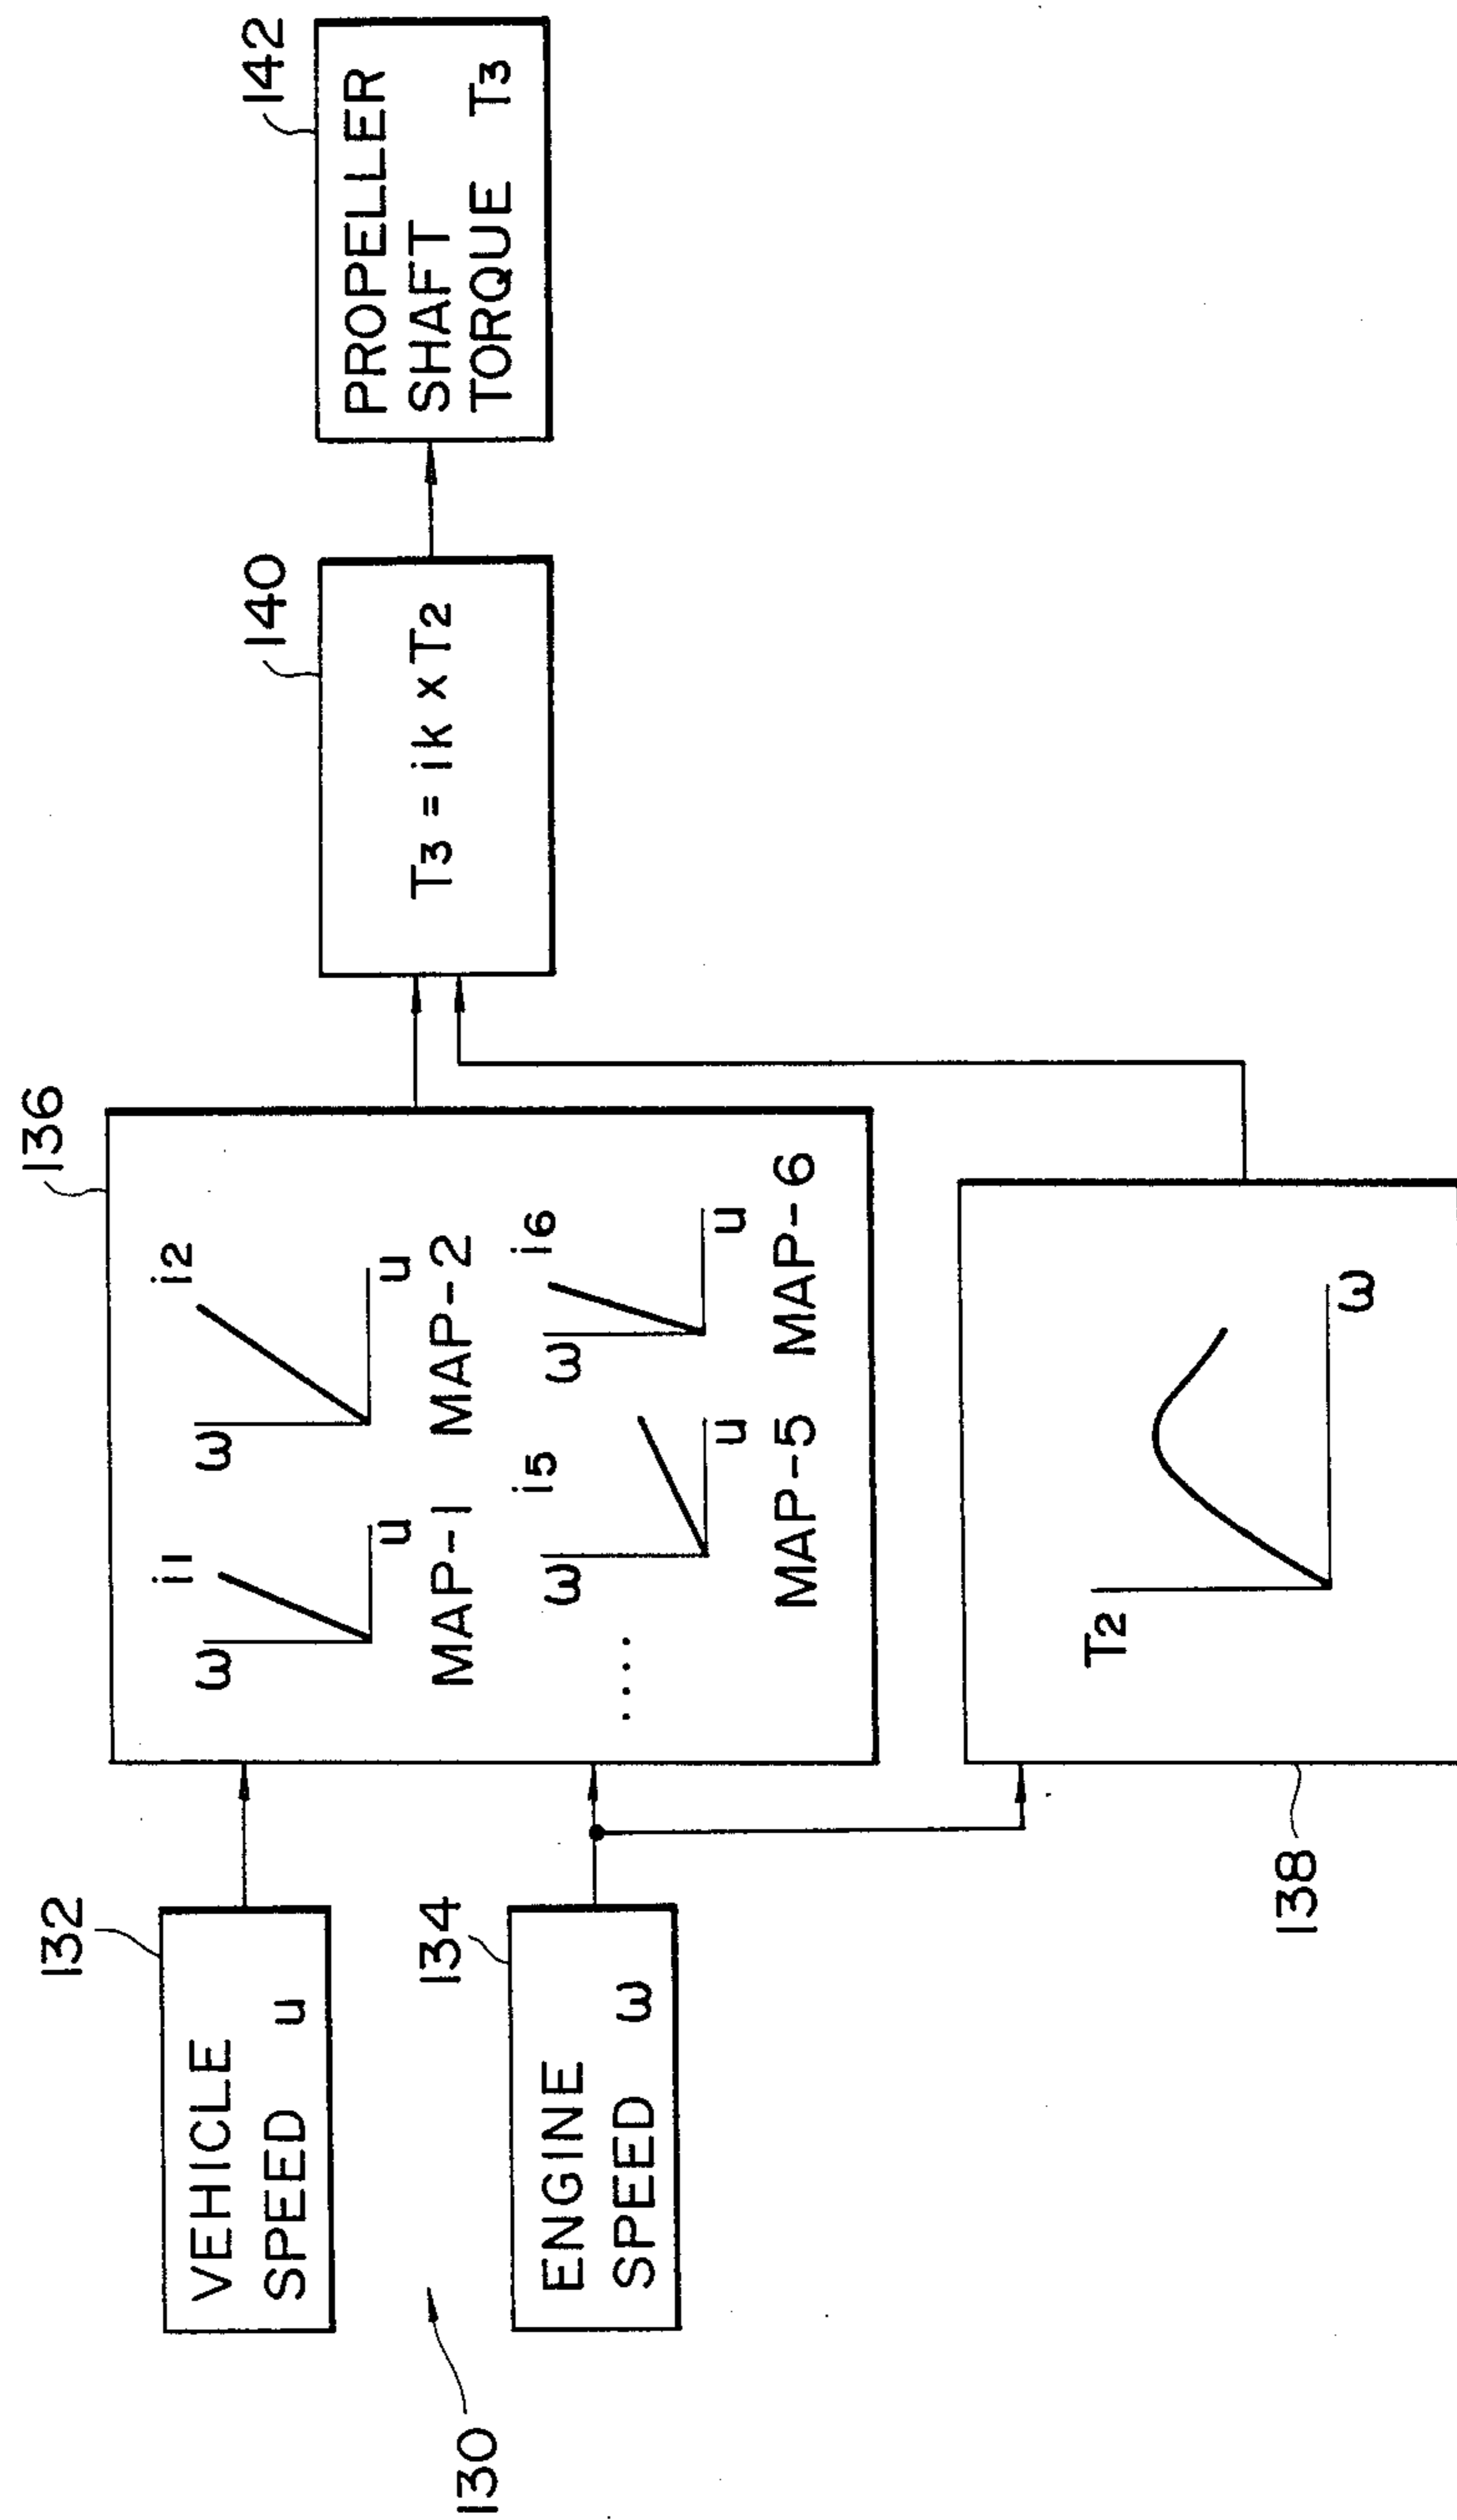 132
VEHICLE
SPEED u
134
ENGINE
SPEED ω
130
136
ω i1 u
MAP-1
ω i2 u
MAP-2
....
ω i5 u
MAP-5
ω i6 u
MAP-6
T2 ω
138
140
T3 = ik x T2
142
PROPELLER
SHAFT
TORQUE T3